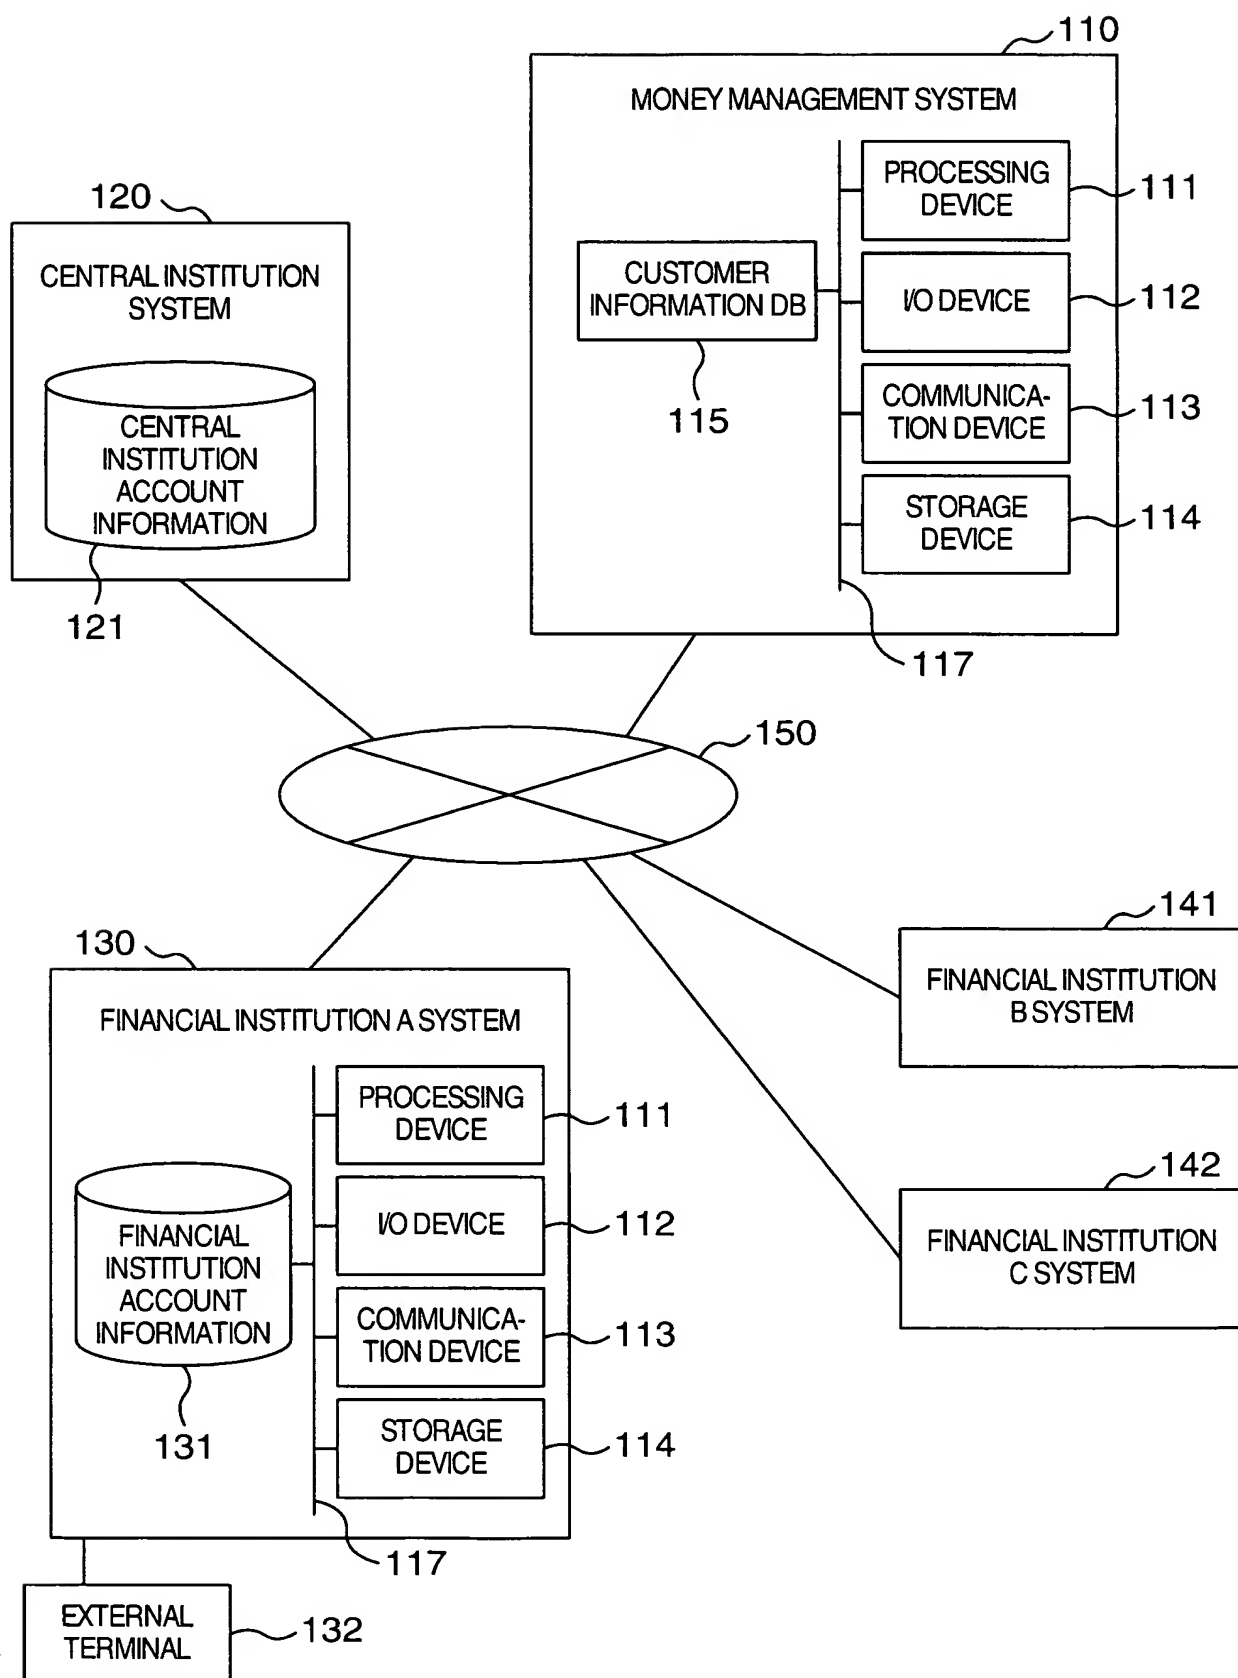 110
MONEY MANAGEMENT SYSTEM
PROCESSING
DEVICE
111
I/O DEVICE
112
COMMUNICA-
TION DEVICE
113
STORAGE
DEVICE
114
CUSTOMER
INFORMATION DB
115
117
120
CENTRAL INSTITUTION
SYSTEM
CENTRAL
INSTITUTION
ACCOUNT
INFORMATION
121
150
130
FINANCIAL INSTITUTION A SYSTEM
PROCESSING
DEVICE
111
I/O DEVICE
112
COMMUNICA-
TION DEVICE
113
STORAGE
DEVICE
114
FINANCIAL
INSTITUTION
ACCOUNT
INFORMATION
131
117
EXTERNAL
TERMINAL
132
141
FINANCIAL INSTITUTION
B SYSTEM
142
FINANCIAL INSTITUTION
C SYSTEM